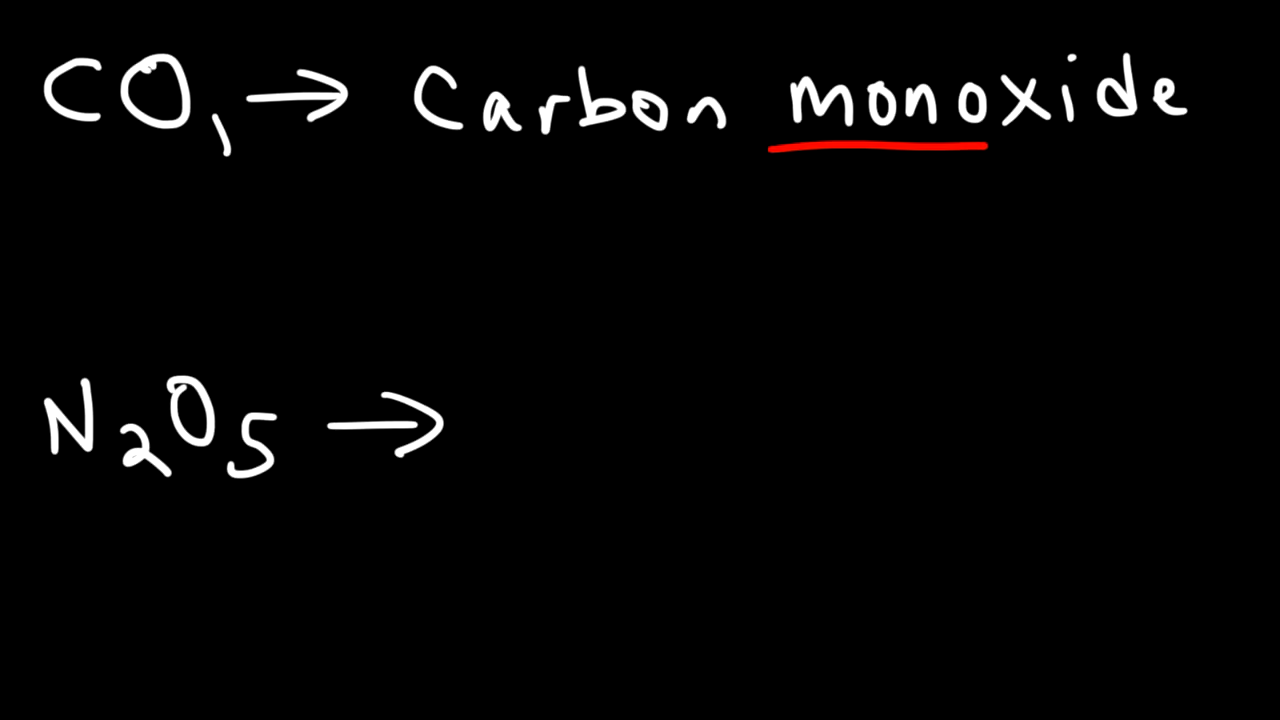 CO₁ → Carbon monoxide
N₂O₅ →